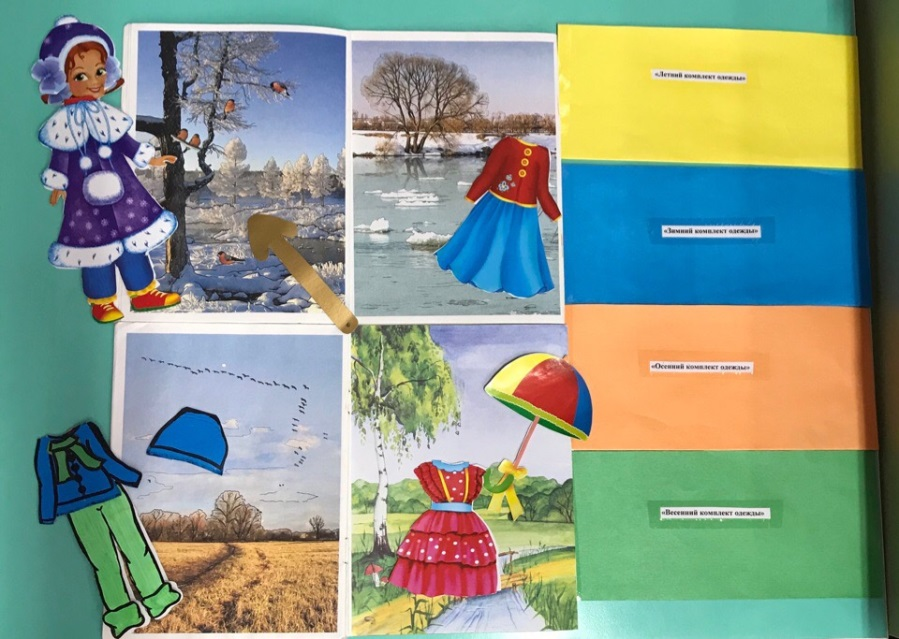 «Летний комплект одежды»
«Зимний комплект одежды»
«Осенний комплект одежды»
«Весенний комплект одежды»